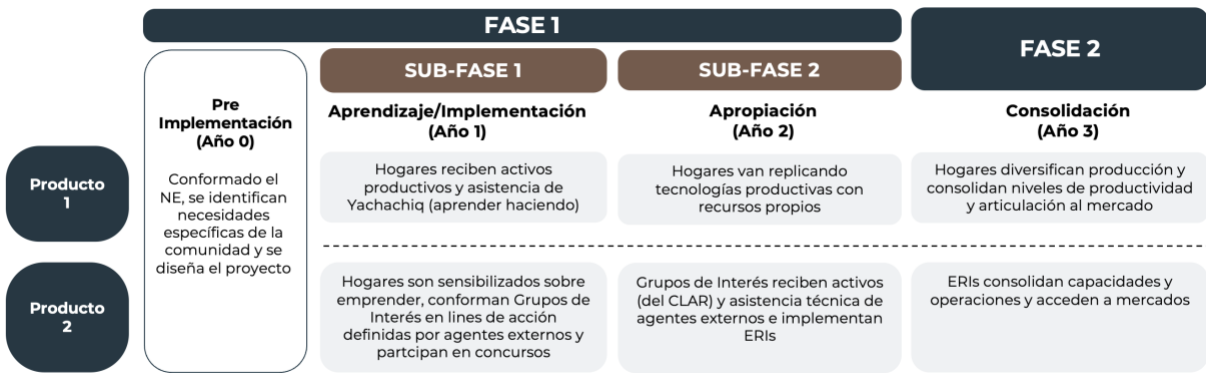 FASE 1
FASE 2
SUB-FASE 1
SUB-FASE 2
Pre
Implementación
(Año 0)
Aprendizaje/Implementación
(Año 1)
Apropiación
(Año 2)
Consolidación
(Año 3)
Conformado el
NE, se identifican
necesidades
específicas de la
comunidad y se
diseña el proyecto
Producto
1
Hogares reciben activos
productivos y asistencia de
Yachachiq (aprender haciendo)
Hogares van replicando
tecnologías productivas con
recursos propios
Hogares diversifican producción y
consolidan niveles de productividad
y articulación al mercado
Producto
2
Hogares son sensibilizados sobre
emprender, conforman Grupos de
Interés en lines de acción
definidas por agentes externos y
partcipan en concursos
Grupos de Interés reciben activos
(del CLAR) y asistencia técnica de
agentes externos e implementan
ERIs
ERIs consolidan capacidades y
operaciones y acceden a mercados